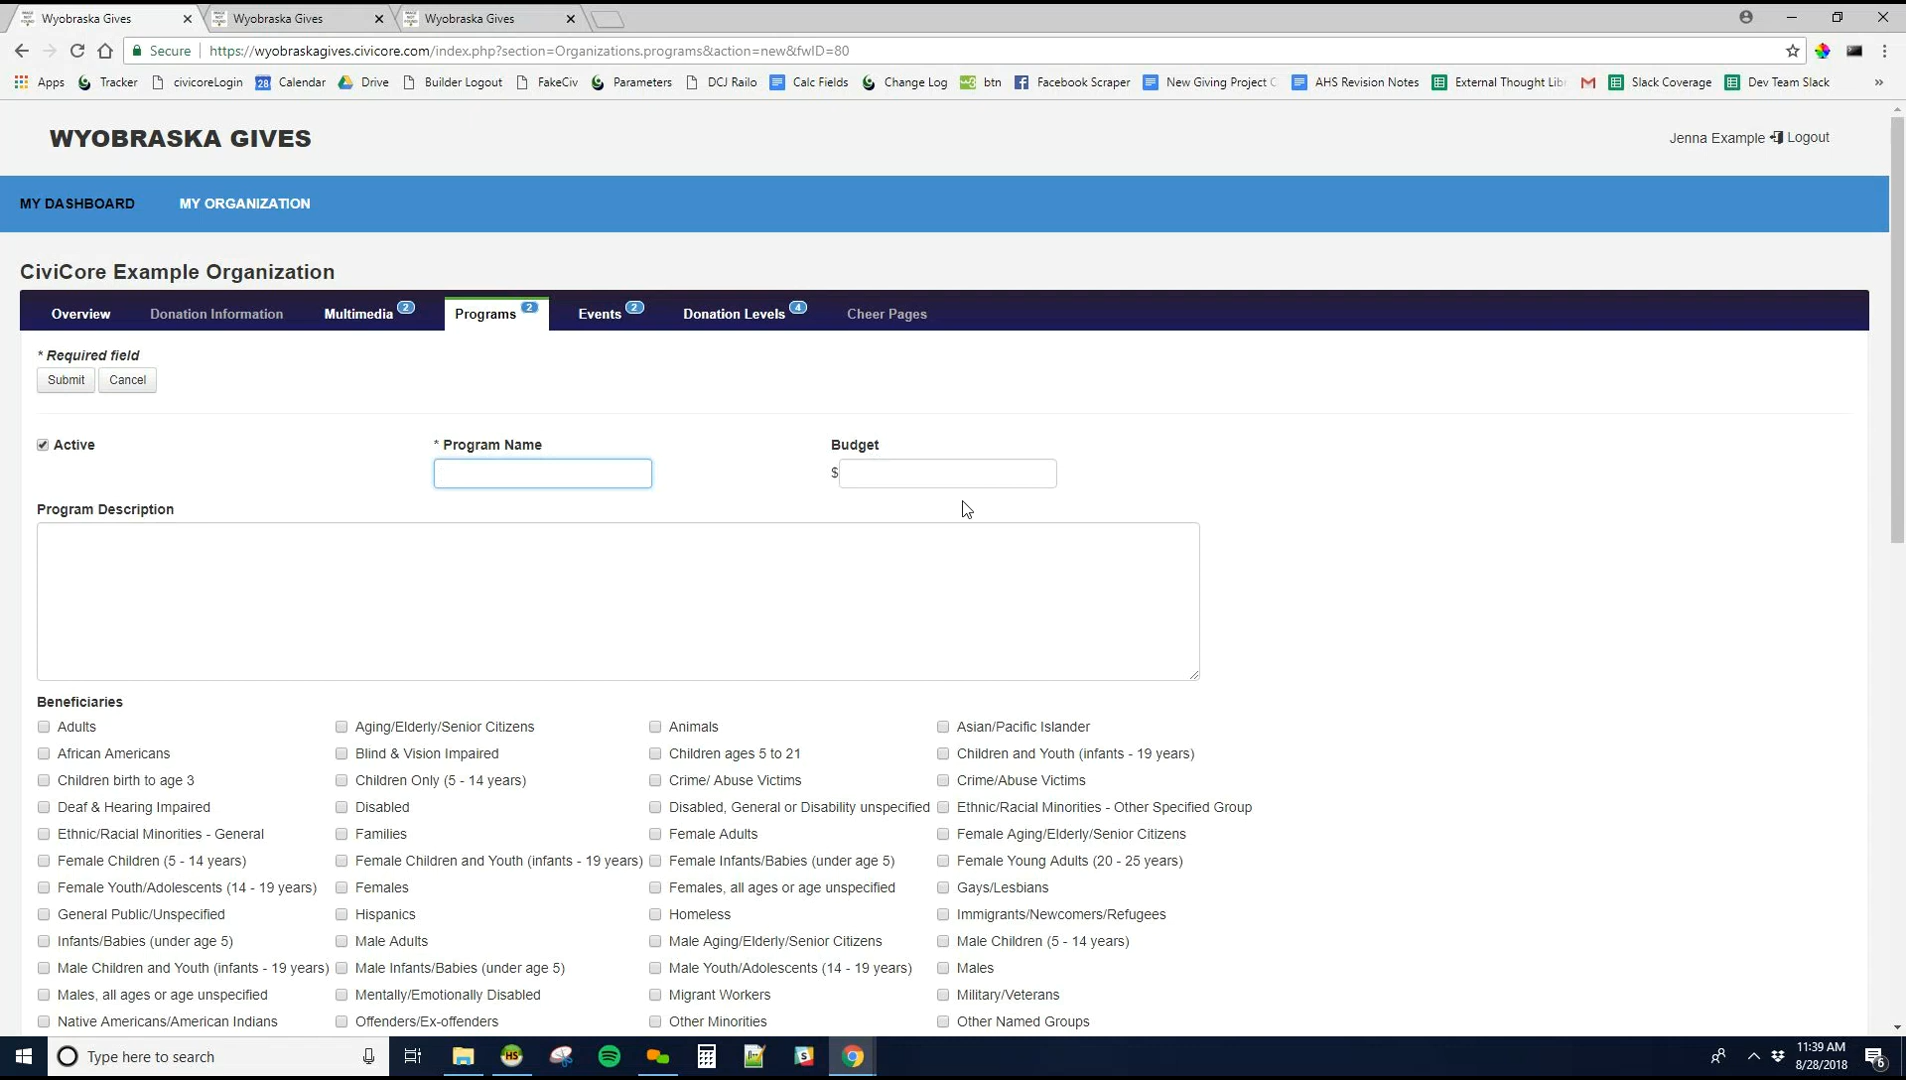 Wyobraska Gives
Wyobraska Gives
Wyobraska Gives
Secure https://wyobraskagives.civicore.com/index.php?section=Organizations.programs&action=new&fwID=80
Apps Tracker civicoreLogin 28 Calendar Drive Builder Logout FakeCiv Parameters DCJ Railo Calc Fields Change Log btn Facebook Scraper New Giving Project C AHS Revision Notes External Thought Lib Slack Coverage Dev Team Slack »
WYOBRASKA GIVES
Jenna Example Logout
MY DASHBOARD MY ORGANIZATION
CiviCore Example Organization
Overview Donation Information Multimedia 2 Programs 2 Events 2 Donation Levels 4 Cheer Pages
* Required field
Submit Cancel
Active * Program Name Budget
$
Program Description
Beneficiaries
Adults Aging/Elderly/Senior Citizens Animals Asian/Pacific Islander
African Americans Blind & Vision Impaired Children ages 5 to 21 Children and Youth (infants - 19 years)
Children birth to age 3 Children Only (5 - 14 years) Crime/ Abuse Victims Crime/Abuse Victims
Deaf & Hearing Impaired Disabled Disabled, General or Disability unspecified Ethnic/Racial Minorities - Other Specified Group
Ethnic/Racial Minorities - General Families Female Adults Female Aging/Elderly/Senior Citizens
Female Children (5 - 14 years) Female Children and Youth (infants - 19 years) Female Infants/Babies (under age 5) Female Young Adults (20 - 25 years)
Female Youth/Adolescents (14 - 19 years) Females Females, all ages or age unspecified Gays/Lesbians
General Public/Unspecified Hispanics Homeless Immigrants/Newcomers/Refugees
Infants/Babies (under age 5) Male Adults Male Aging/Elderly/Senior Citizens Male Children (5 - 14 years)
Male Children and Youth (infants - 19 years) Male Infants/Babies (under age 5) Male Youth/Adolescents (14 - 19 years) Males
Males, all ages or age unspecified Mentally/Emotionally Disabled Migrant Workers Military/Veterans
Native Americans/American Indians Offenders/Ex-offenders Other Minorities Other Named Groups
Type here to search HS S 11:39 AM
8/28/2018 6